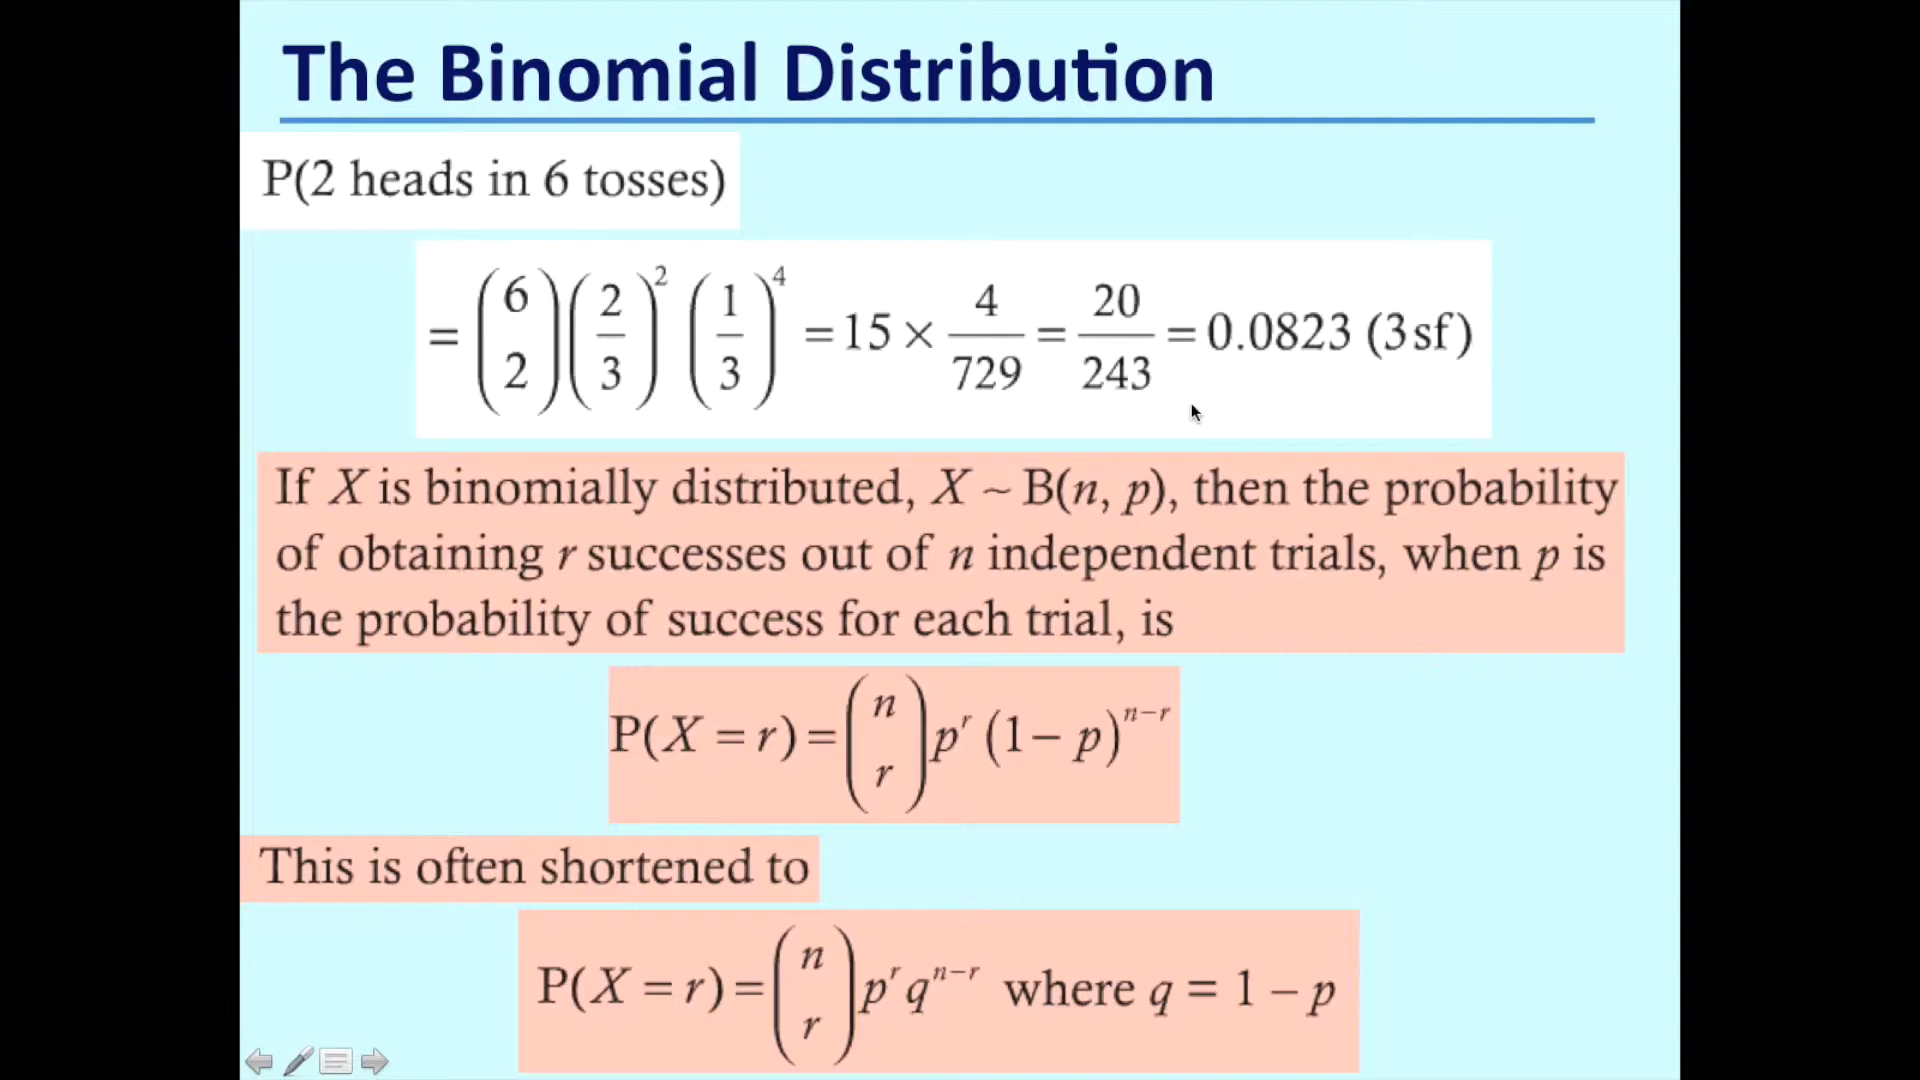 The Binomial Distribution
P(2 heads in 6 tosses)
= (6 2) (2/3)^2 (1/3)^4 = 15 × 4/729 = 20/243 = 0.0823 (3 sf)
If X is binomially distributed, X ~ B(n, p), then the probability
of obtaining r successes out of n independent trials, when p is
the probability of success for each trial, is
P(X = r) = (n r) p^r (1 − p)^(n−r)
This is often shortened to
P(X = r) = (n r) p^r q^(n−r) where q = 1 − p